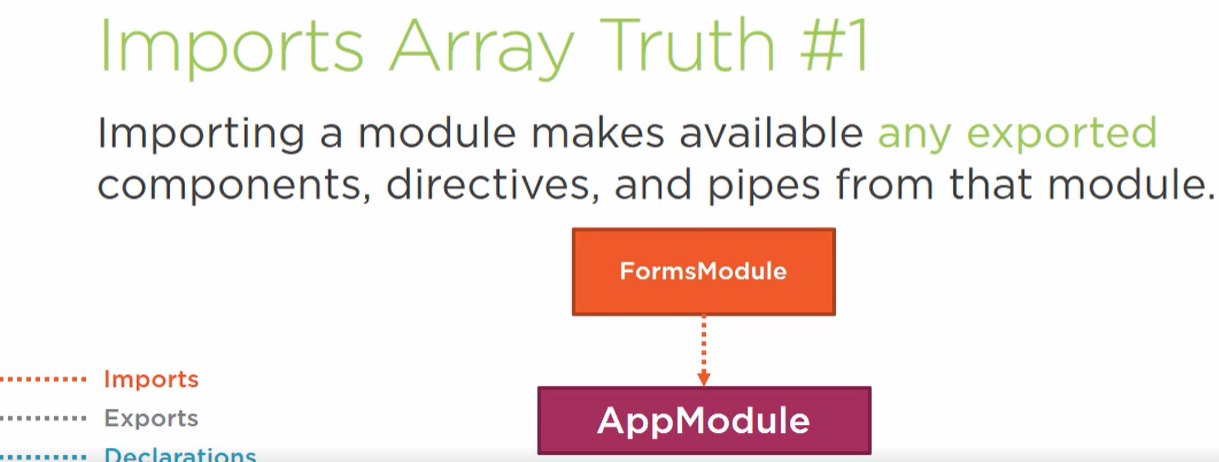 Imports Array Truth #1
Importing a module makes available any exported
components, directives, and pipes from that module.
FormsModule
Imports
Exports
AppModule
Declarations